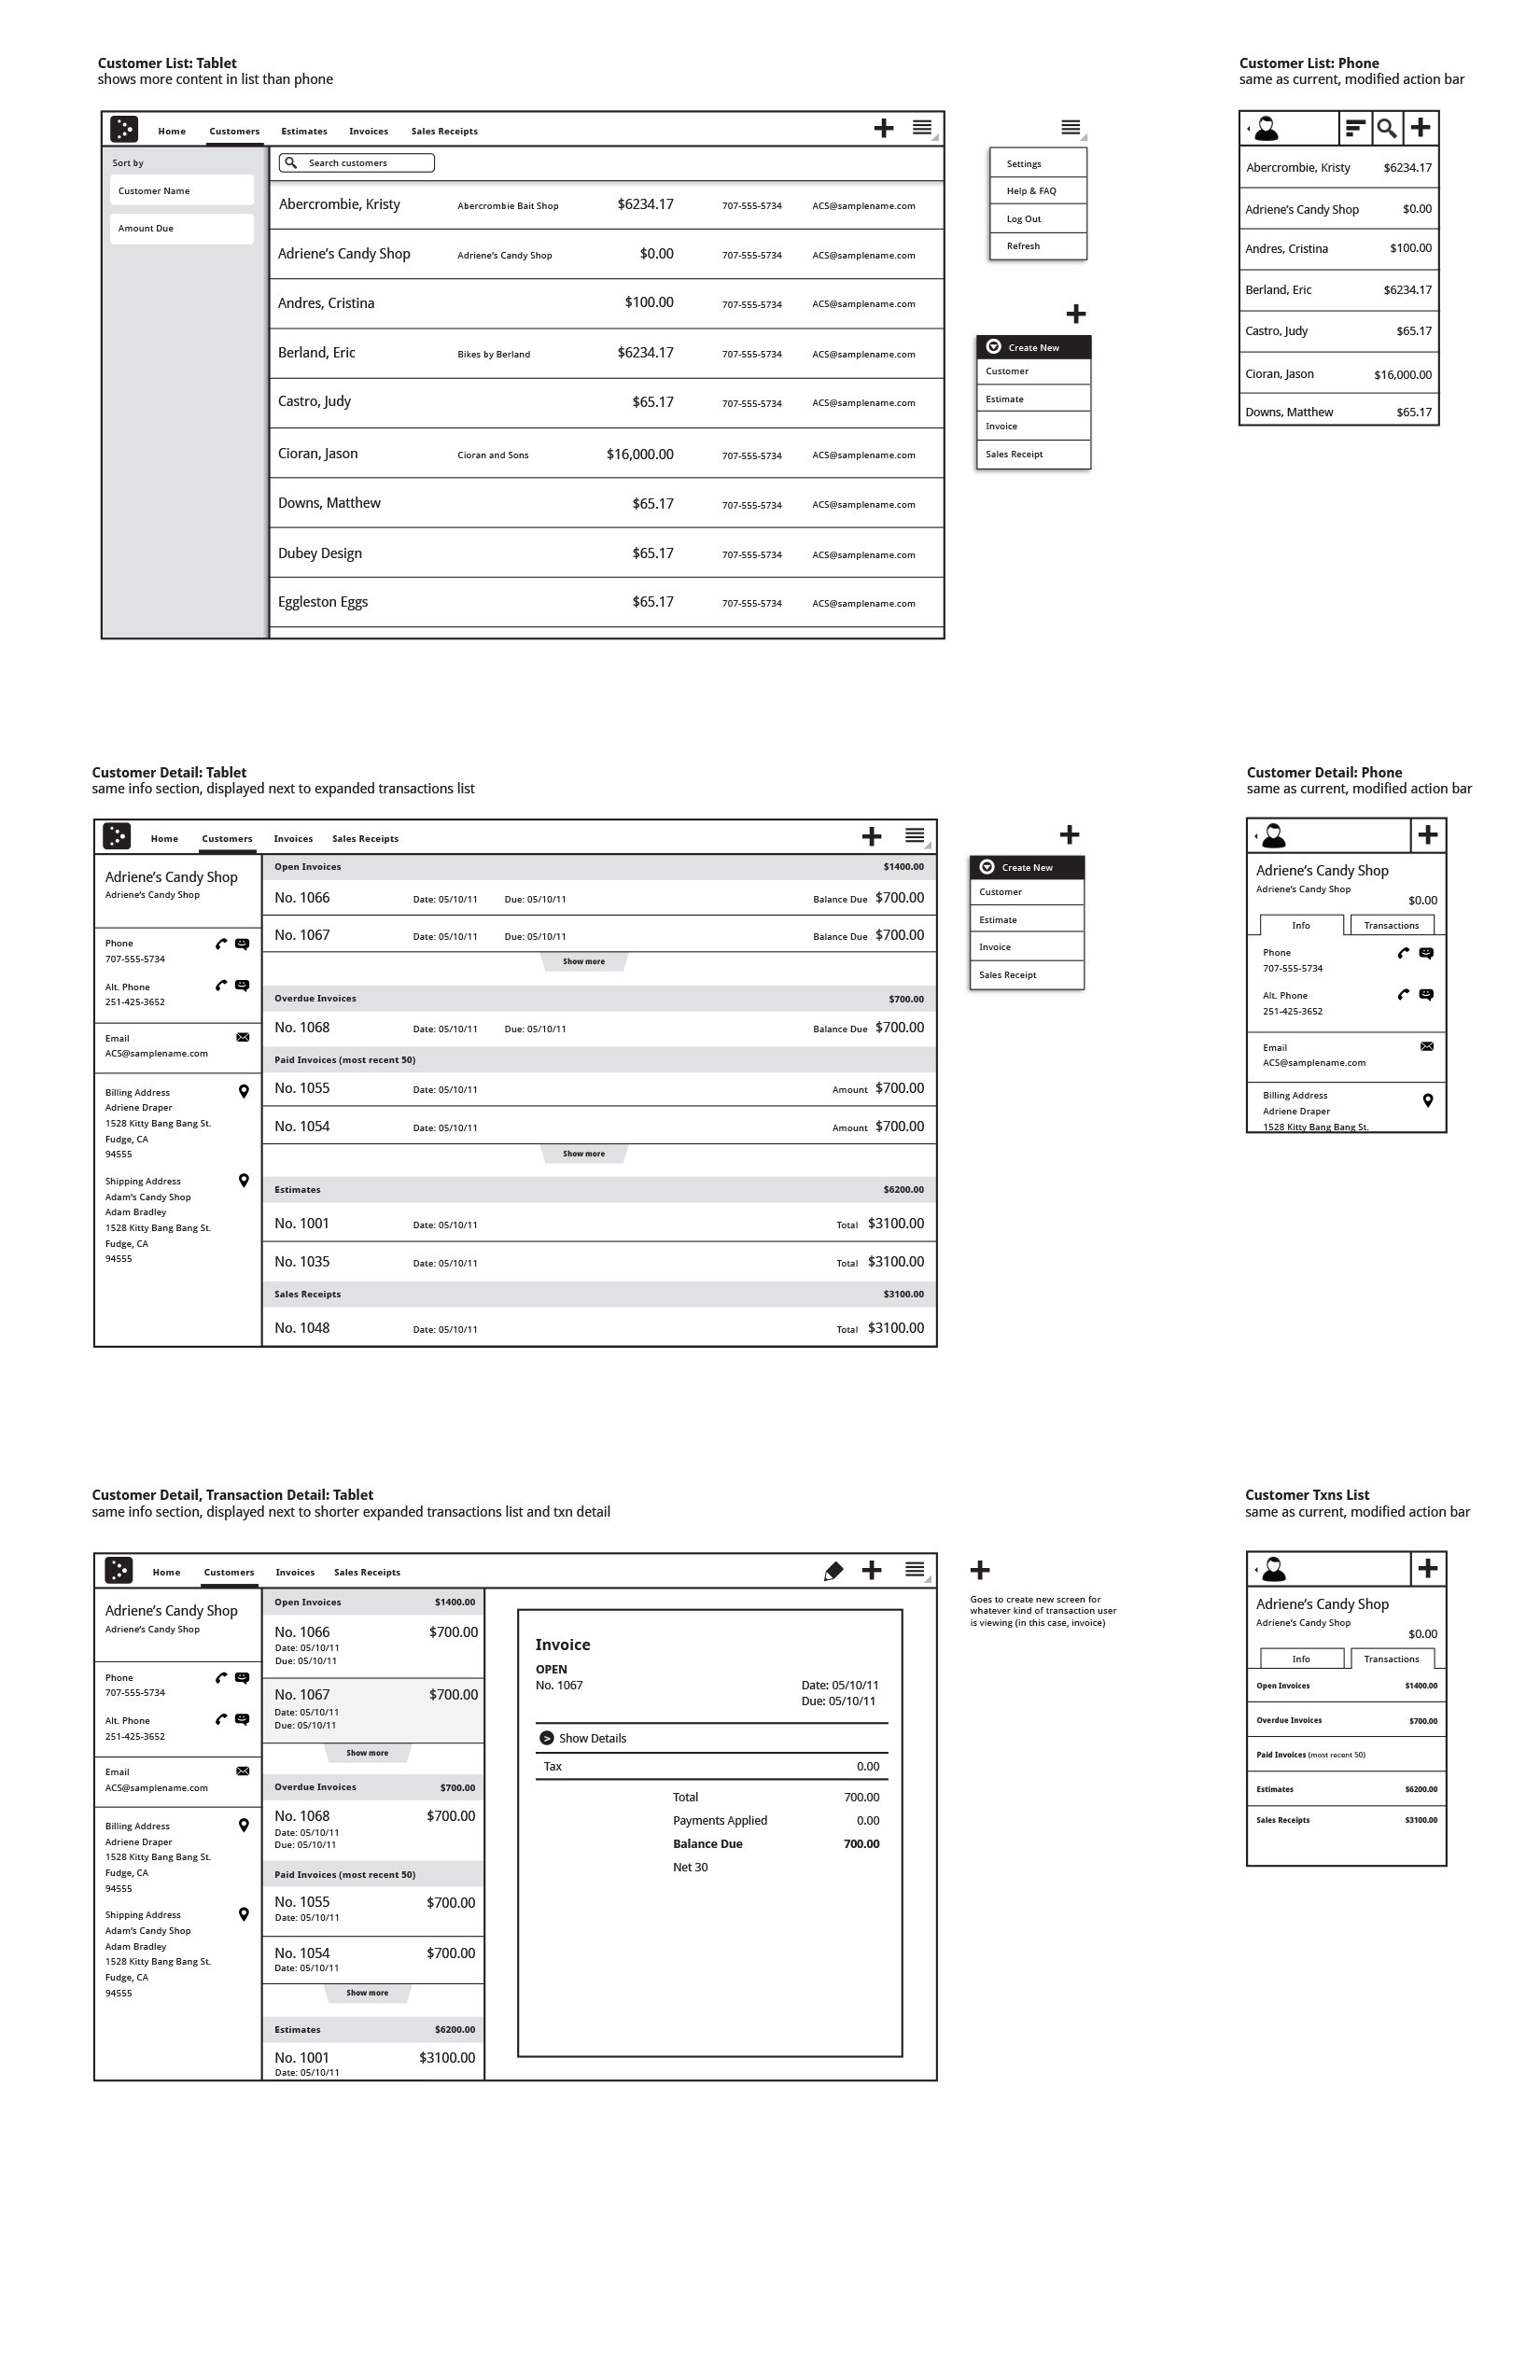 Customer List: Tablet
shows more content in list than phone
Home Customers Estimates Invoices Sales Receipts
Sort by
Customer Name
Amount Due
Search customers
Abercrombie, Kristy Abercrombie Bait Shop $6234.17 707-555-5734 ACS@samplename.com
Adriene's Candy Shop Adriene's Candy Shop $0.00 707-555-5734 ACS@samplename.com
Andres, Cristina $100.00 707-555-5734 ACS@samplename.com
Berland, Eric Bikes by Berland $6234.17 707-555-5734 ACS@samplename.com
Castro, Judy $65.17 707-555-5734 ACS@samplename.com
Cioran, Jason Cioran and Sons $16,000.00 707-555-5734 ACS@samplename.com
Downs, Matthew $65.17 707-555-5734 ACS@samplename.com
Dubey Design $65.17 707-555-5734 ACS@samplename.com
Eggleston Eggs $65.17 707-555-5734 ACS@samplename.com
Settings
Help & FAQ
Log Out
Refresh
Create New
Customer
Estimate
Invoice
Sales Receipt
Customer List: Phone
same as current, modified action bar
Abercrombie, Kristy $6234.17
Adriene's Candy Shop $0.00
Andres, Cristina $100.00
Berland, Eric $6234.17
Castro, Judy $65.17
Cioran, Jason $16,000.00
Downs, Matthew $65.17
Customer Detail: Tablet
same info section, displayed next to expanded transactions list
Home Customers Invoices Sales Receipts
Adriene's Candy Shop
Adriene's Candy Shop
Phone
707-555-5734
Alt. Phone
251-425-3652
Email
ACS@samplename.com
Billing Address
Adriene Draper
1528 Kitty Bang Bang St.
Fudge, CA
94555
Shipping Address
Adam's Candy Shop
Adam Bradley
1528 Kitty Bang Bang St.
Fudge, CA
94555
Open Invoices $1400.00
No. 1066 Date: 05/10/11 Due: 05/10/11 Balance Due $700.00
No. 1067 Date: 05/10/11 Due: 05/10/11 Balance Due $700.00
Show more
Overdue Invoices $700.00
No. 1068 Date: 05/10/11 Due: 05/10/11 Balance Due $700.00
Paid Invoices (most recent 50)
No. 1055 Date: 05/10/11 Amount $700.00
No. 1054 Date: 05/10/11 Amount $700.00
Show more
Estimates $6200.00
No. 1001 Date: 05/10/11 Total $3100.00
No. 1035 Date: 05/10/11 Total $3100.00
Sales Receipts $3100.00
No. 1048 Date: 05/10/11 Total $3100.00
Create New
Customer
Estimate
Invoice
Sales Receipt
Customer Detail: Phone
same as current, modified action bar
Adriene's Candy Shop
Adriene's Candy Shop
$0.00
Info Transactions
Phone
707-555-5734
Alt. Phone
251-425-3652
Email
ACS@samplename.com
Billing Address
Adriene Draper
1528 Kitty Bang Bang St.
Customer Detail, Transaction Detail: Tablet
same info section, displayed next to shorter expanded transactions list and txn detail
Home Customers Invoices Sales Receipts
Adriene's Candy Shop
Adriene's Candy Shop
Phone
707-555-5734
Alt. Phone
251-425-3652
Email
ACS@samplename.com
Billing Address
Adriene Draper
1528 Kitty Bang Bang St.
Fudge, CA
94555
Shipping Address
Adam's Candy Shop
Adam Bradley
1528 Kitty Bang Bang St.
Fudge, CA
94555
Open Invoices $1400.00
No. 1066 $700.00
Date: 05/10/11
Due: 05/10/11
No. 1067 $700.00
Date: 05/10/11
Due: 05/10/11
Show more
Overdue Invoices $700.00
No. 1068 $700.00
Date: 05/10/11
Due: 05/10/11
Paid Invoices (most recent 50)
No. 1055 $700.00
Date: 05/10/11
No. 1054 $700.00
Date: 05/10/11
Show more
Estimates $6200.00
No. 1001 $3100.00
Date: 05/10/11
Invoice
OPEN
No. 1067 Date: 05/10/11
Due: 05/10/11
Show Details
Tax 0.00
Total 700.00
Payments Applied 0.00
Balance Due 700.00
Net 30
Goes to create new screen for
whatever kind of transaction user
is viewing (in this case, invoice)
Customer Txns List
same as current, modified action bar
Adriene's Candy Shop
Adriene's Candy Shop
$0.00
Info Transactions
Open Invoices $1400.00
Overdue Invoices $700.00
Paid Invoices (most recent 50)
Estimates $6200.00
Sales Receipts $3100.00